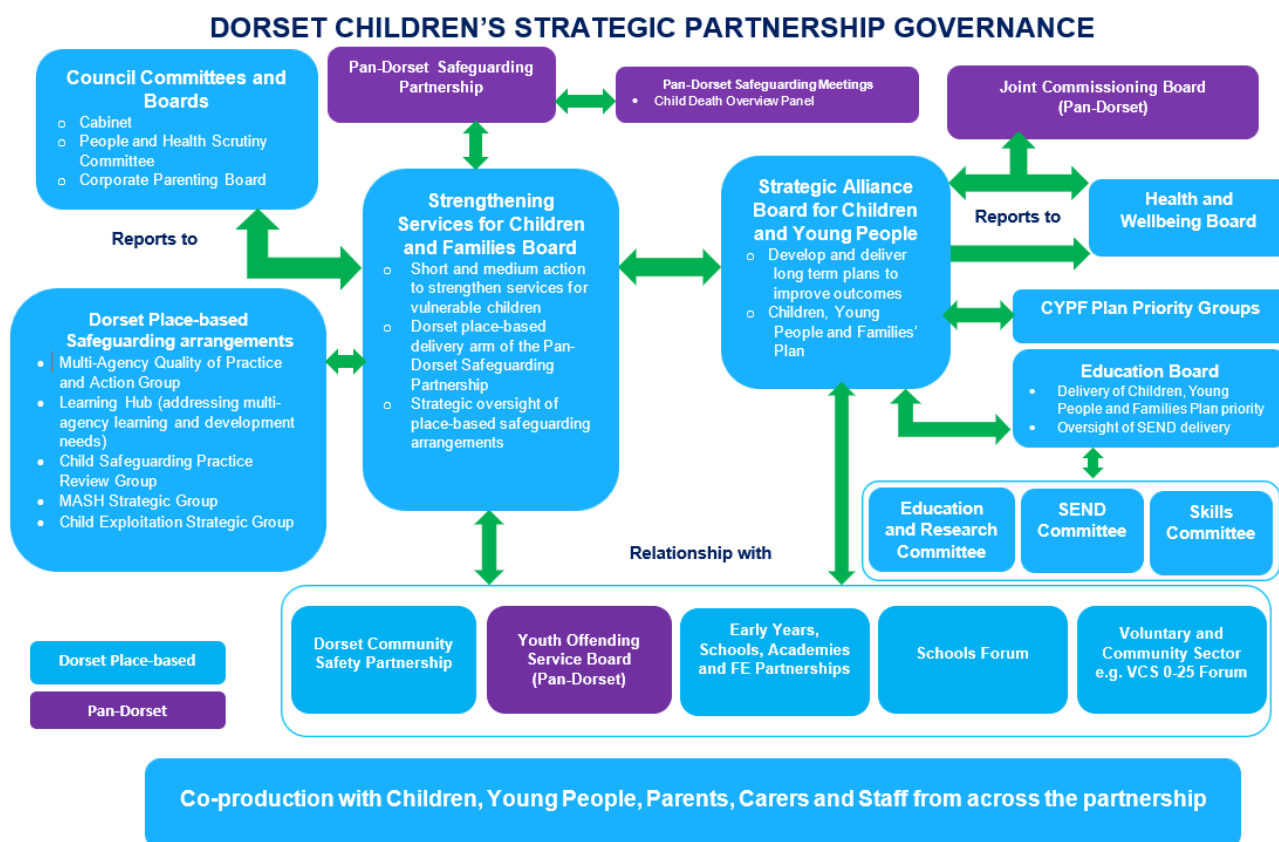 DORSET CHILDREN'S STRATEGIC PARTNERSHIP GOVERNANCE
Council Committees and
Boards
o Cabinet
o People and Health Scrutiny
Committee
o Corporate Parenting Board
Pan-Dorset Safeguarding
Partnership
Pan-Dorset Safeguarding Meetings
• Child Death Overview Panel
Joint Commissioning Board
(Pan-Dorset)
Reports to
Strengthening
Services for Children
and Families Board
o Short and medium action
to strengthen services for
vulnerable children
o Dorset place-based
delivery arm of the Pan-
Dorset Safeguarding
Partnership
o Strategic oversight of
place-based safeguarding
arrangements
Strategic Alliance
Board for Children
and Young People
o Develop and deliver
long term plans to
improve outcomes
o Children, Young
People and Families'
Plan
Reports to
Health and
Wellbeing Board
CYPF Plan Priority Groups
Education Board
• Delivery of Children, Young
People and Families Plan priority
• Oversight of SEND delivery
Dorset Place-based
Safeguarding arrangements
• Multi-Agency Quality of Practice
and Action Group
• Learning Hub (addressing multi-
agency learning and development
needs)
• Child Safeguarding Practice
Review Group
• MASH Strategic Group
• Child Exploitation Strategic Group
Education
and Research
Committee
SEND
Committee
Skills
Committee
Relationship with
Dorset Community
Safety Partnership
Youth Offending
Service Board
(Pan-Dorset)
Early Years,
Schools, Academies
and FE Partnerships
Schools Forum
Voluntary and
Community Sector
e.g. VCS 0-25 Forum
Dorset Place-based
Pan-Dorset
Co-production with Children, Young People, Parents, Carers and Staff from across the partnership